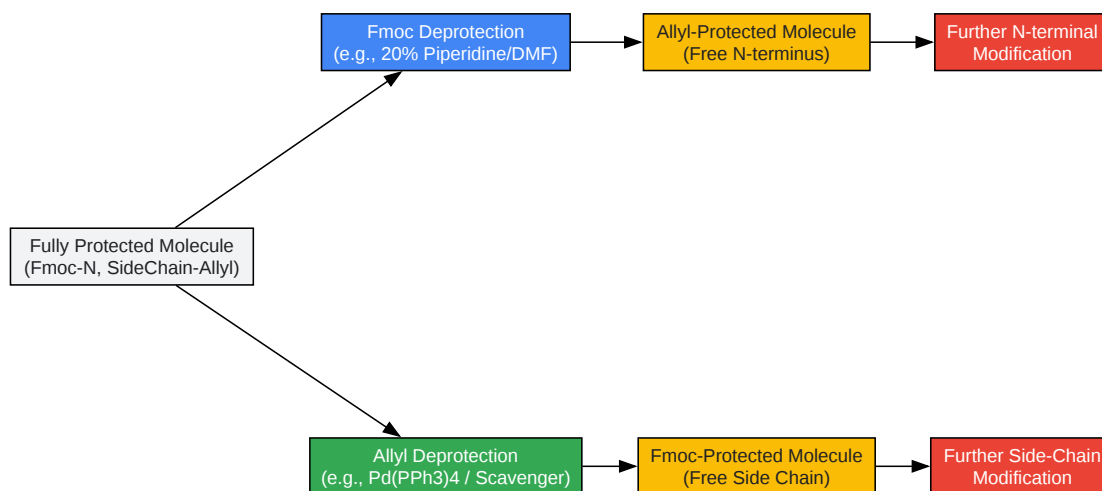 Fmoc Deprotection
(e.g., 20% Piperidine/DMF)
Allyl-Protected Molecule
(Free N-terminus)
Further N-terminal
Modification
Fully Protected Molecule
(Fmoc-N, SideChain-Allyl)
Allyl Deprotection
(e.g., Pd(PPh3)4 / Scavenger)
Fmoc-Protected Molecule
(Free Side Chain)
Further Side-Chain
Modification